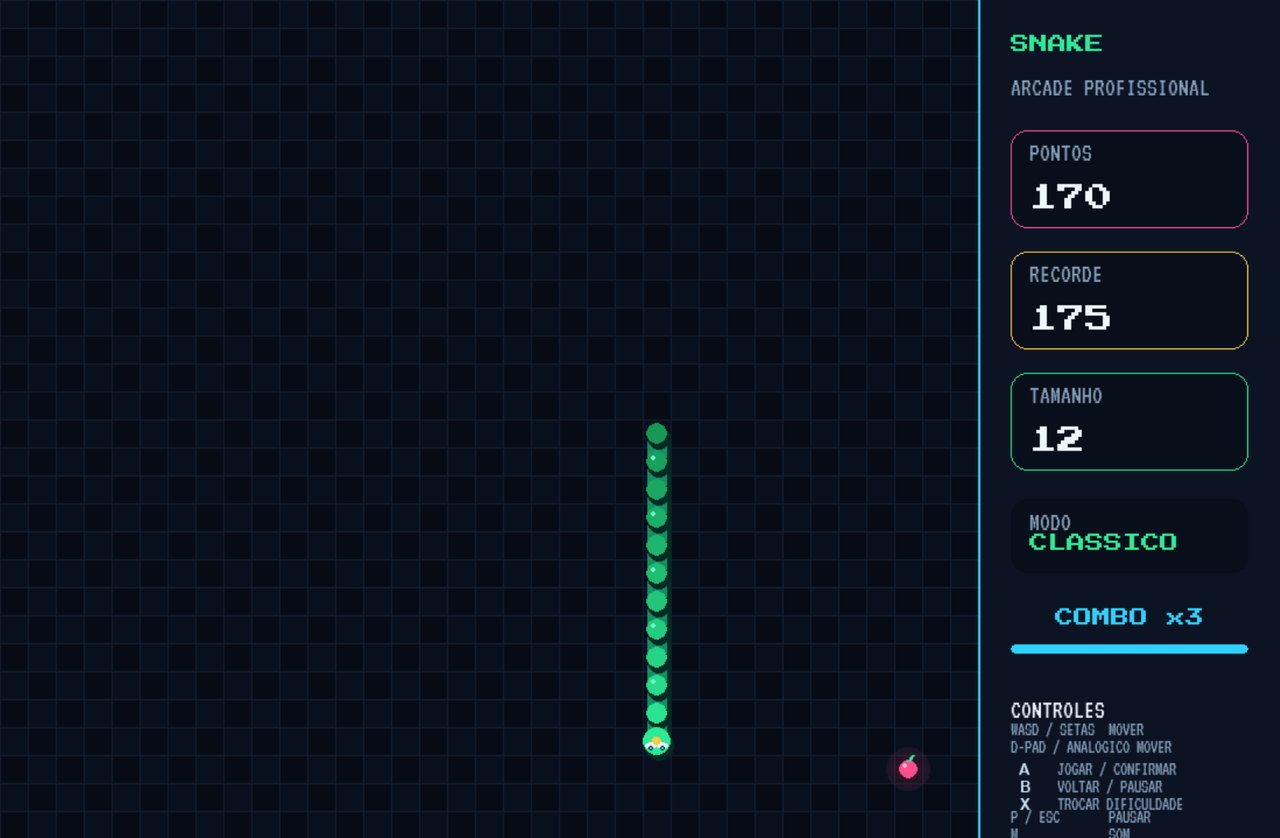 SNAKE
ARCADE PROFISSIONAL
PONTOS
170
RECORDE
175
TAMANHO
12
MODO
CLASSICO
COMBO x3
CONTROLES
WASD / SETAS MOVER
D-PAD / ANALOGICO MOVER
A JOGAR / CONFIRMAR
B VOLTAR / PAUSAR
X TROCAR DIFICULDADE
P / ESC PAUSAR
M SOM